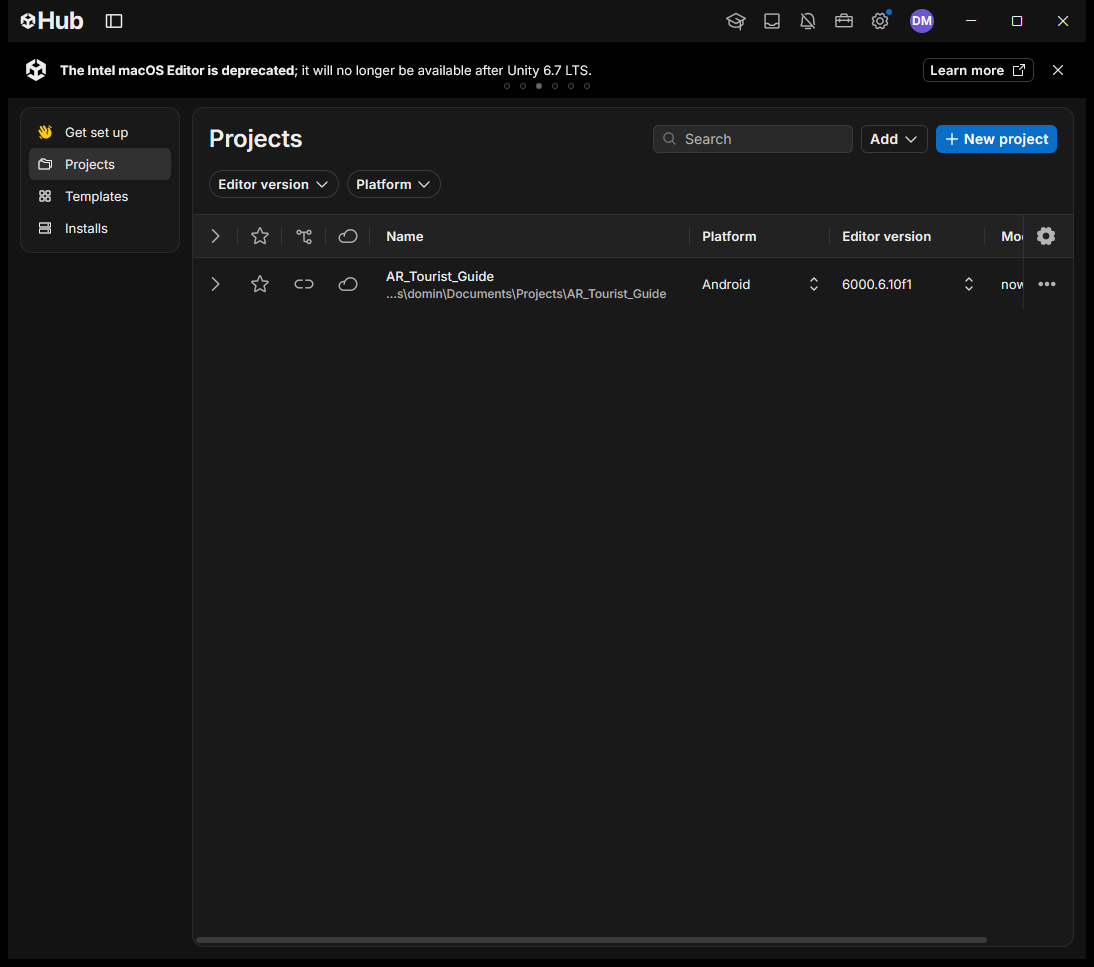 Hub
DM
The Intel macOS Editor is deprecated; it will no longer be available after Unity 6.7 LTS.
Learn more
Get set up
Projects
Templates
Installs
Projects
Search
Add
New project
Editor version
Platform
Name
Platform
Editor version
Mo
AR_Tourist_Guide
...s\domin\Documents\Projects\AR_Tourist_Guide
Android
6000.6.10f1
now